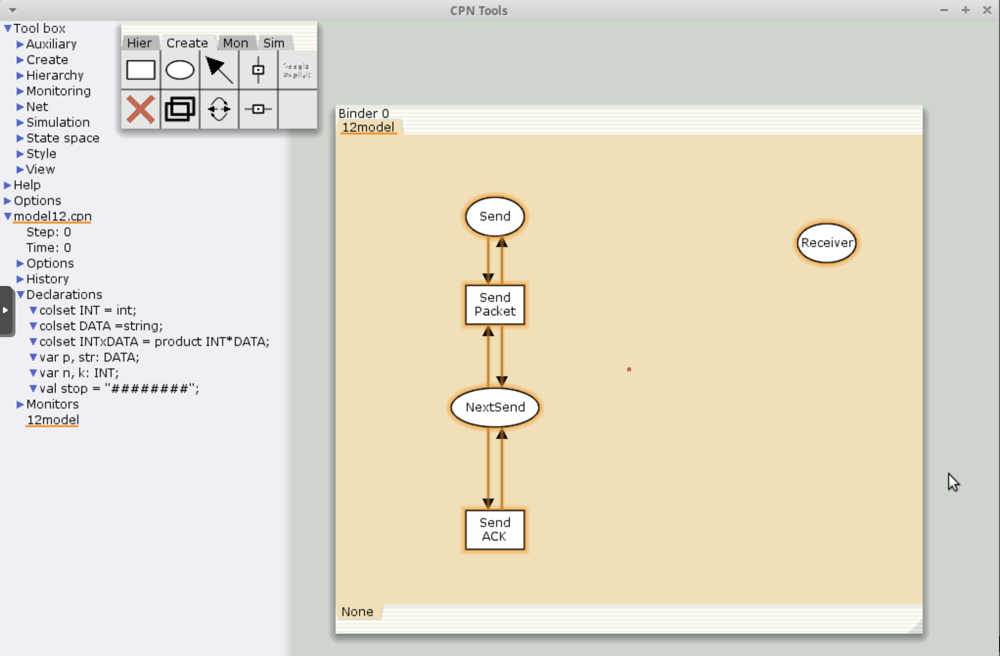 CPN Tools
Tool box
Auxiliary
Create
Hierarchy
Monitoring
Net
Simulation
State space
Style
View
Help
Options
model12.cpn
Step: 0
Time: 0
Options
History
Declarations
colset INT = int;
colset DATA =string;
colset INTxDATA = product INT*DATA;
var p, str: DATA;
var n, k: INT;
val stop = "########";
Monitors
12model
Hier Create Mon Sim
Binder 0
12model
Send
Receiver
Send
Packet
NextSend
Send
ACK
None